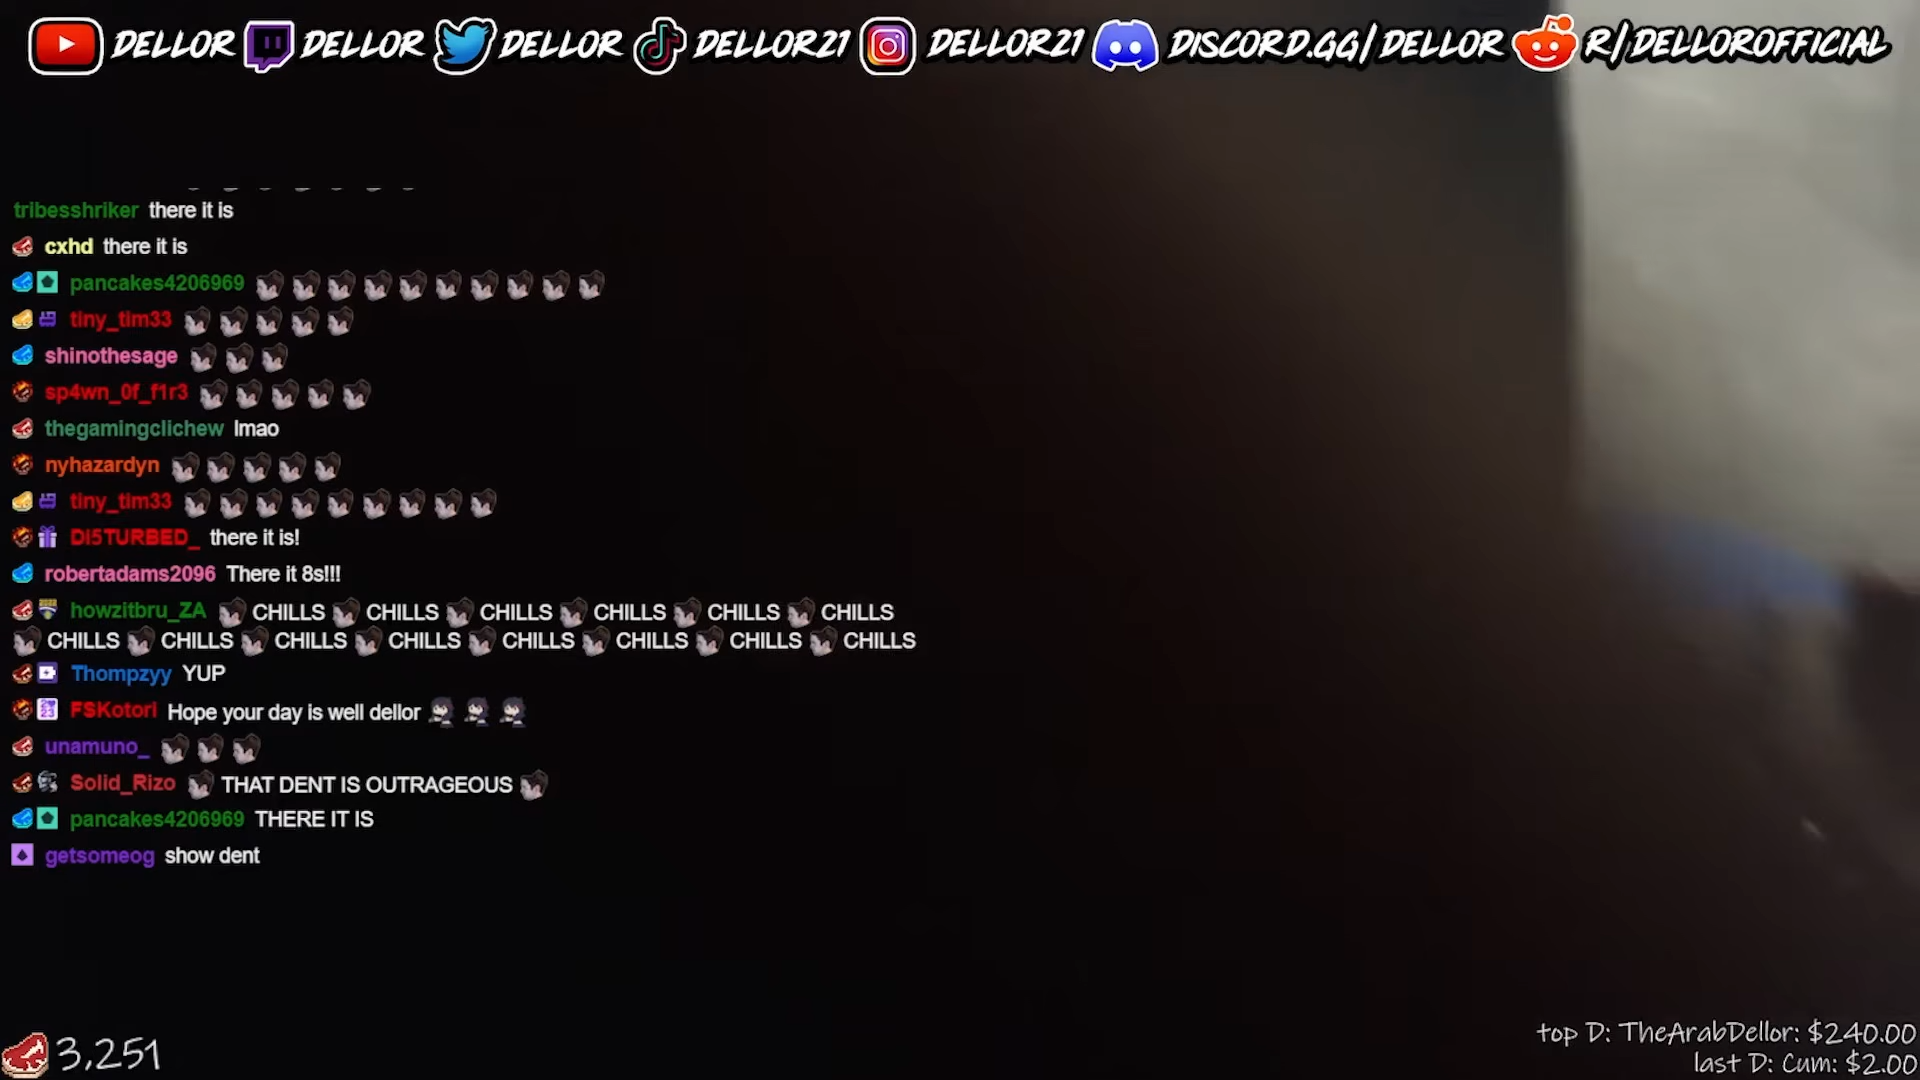 DELLOR DELLOR DELLOR DELLOR21 DELLOR21 DISCORD.GG/DELLOR R/DELLOROFFICIAL
tribesshriker there it is
cxhd there it is
pancakes4206969
tiny_tim33
shinothesage
sp4wn_0f_f1r3
thegamingclichew lmao
nyhazardyn
tiny_tim33
DI5TURBED_ there it is!
robertadams2096 There it 8s!!!
howzitbru_ZA CHILLS CHILLS CHILLS CHILLS CHILLS CHILLS
CHILLS CHILLS CHILLS CHILLS CHILLS CHILLS CHILLS CHILLS
Thompzyy YUP
FSKotori Hope your day is well dellor
unamuno_
Solid_Rizo THAT DENT IS OUTRAGEOUS
pancakes4206969 THERE IT IS
getsomeog show dent
3,251
top D: TheArabDellor: $240.00
last D: Cum: $2.00